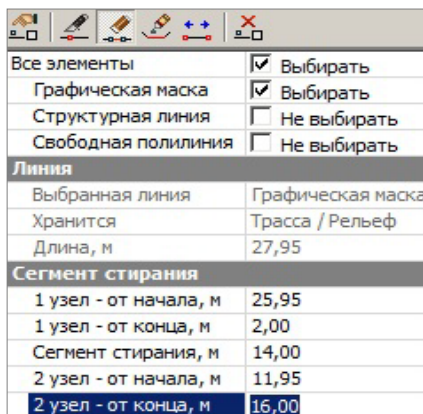 Все элементы Выбирать
Графическая маска Выбирать
Структурная линия Не выбирать
Свободная полилиния Не выбирать
Линия
Выбранная линия Графическая маска
Хранится Трасса / Рельеф
Длина, м 27,95
Сегмент стирания
1 узел - от начала, м 25,95
1 узел - от конца, м 2,00
Сегмент стирания, м 14,00
2 узел - от начала, м 11,95
2 узел - от конца, м 16,00